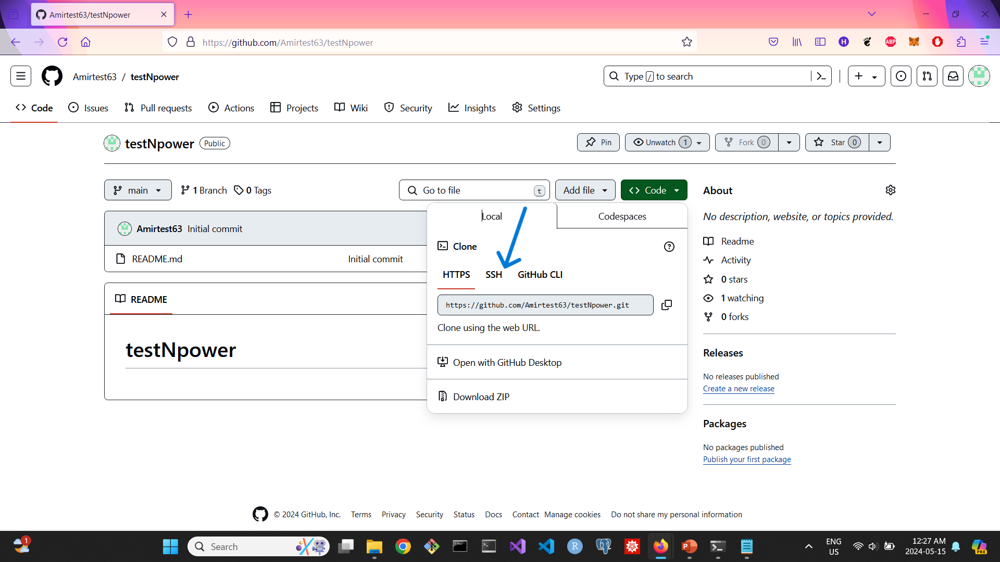 Amirtest63/testNpower
https://github.com/Amirtest63/testNpower
H
ABP
Amirtest63 / testNpower
Type / to search
Code
Issues
Pull requests
Actions
Projects
Wiki
Security
Insights
Settings
testNpower Public
Pin
Unwatch 1
Fork 0
Star 0
main
1 Branch
0 Tags
Go to file t
Add file
Code
About
No description, website, or topics provided.
Local
Codespaces
Amirtest63 Initial commit
Clone
README.md Initial commit
HTTPS
SSH
GitHub CLI
https://github.com/Amirtest63/testNpower.git
Clone using the web URL.
Open with GitHub Desktop
Download ZIP
README
testNpower
Readme
Activity
0 stars
1 watching
0 forks
Releases
No releases published
Create a new release
Packages
No packages published
Publish your first package
© 2024 GitHub, Inc. Terms Privacy Security Status Docs Contact Manage cookies Do not share my personal information
1
Search
R
P
ENG
US
12:27 AM
2024-05-15
PRE